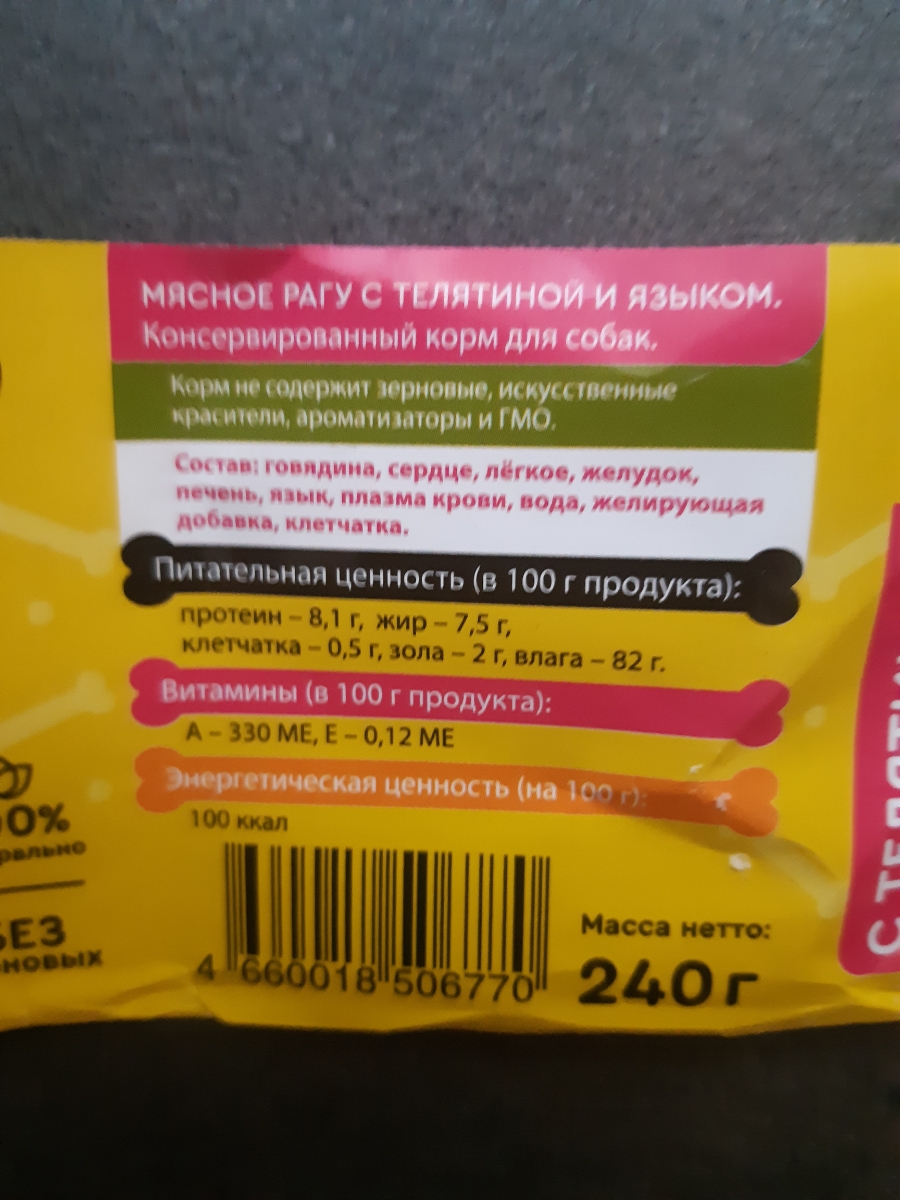 МЯСНОЕ РАГУ С ТЕЛЯТИНОЙ И ЯЗЫКОМ.
Консервированный корм для собак.
Корм не содержит зерновые, искусственные
красители, ароматизаторы и ГМО.
Состав: говядина, сердце, лёгкое, желудок,
печень, язык, плазма крови, вода, желирующая
добавка, клетчатка.
Питательная ценность (в 100 г продукта):
протеин – 8,1 г, жир – 7,5 г,
клетчатка – 0,5 г, зола – 2 г, влага – 82 г.
Витамины (в 100 г продукта):
А – 330 МЕ, Е – 0,12 МЕ
Энергетическая ценность (на 100 г):
100 ккал
4 660018 506770
Масса нетто:
240 г
0%
БЕЗ
С